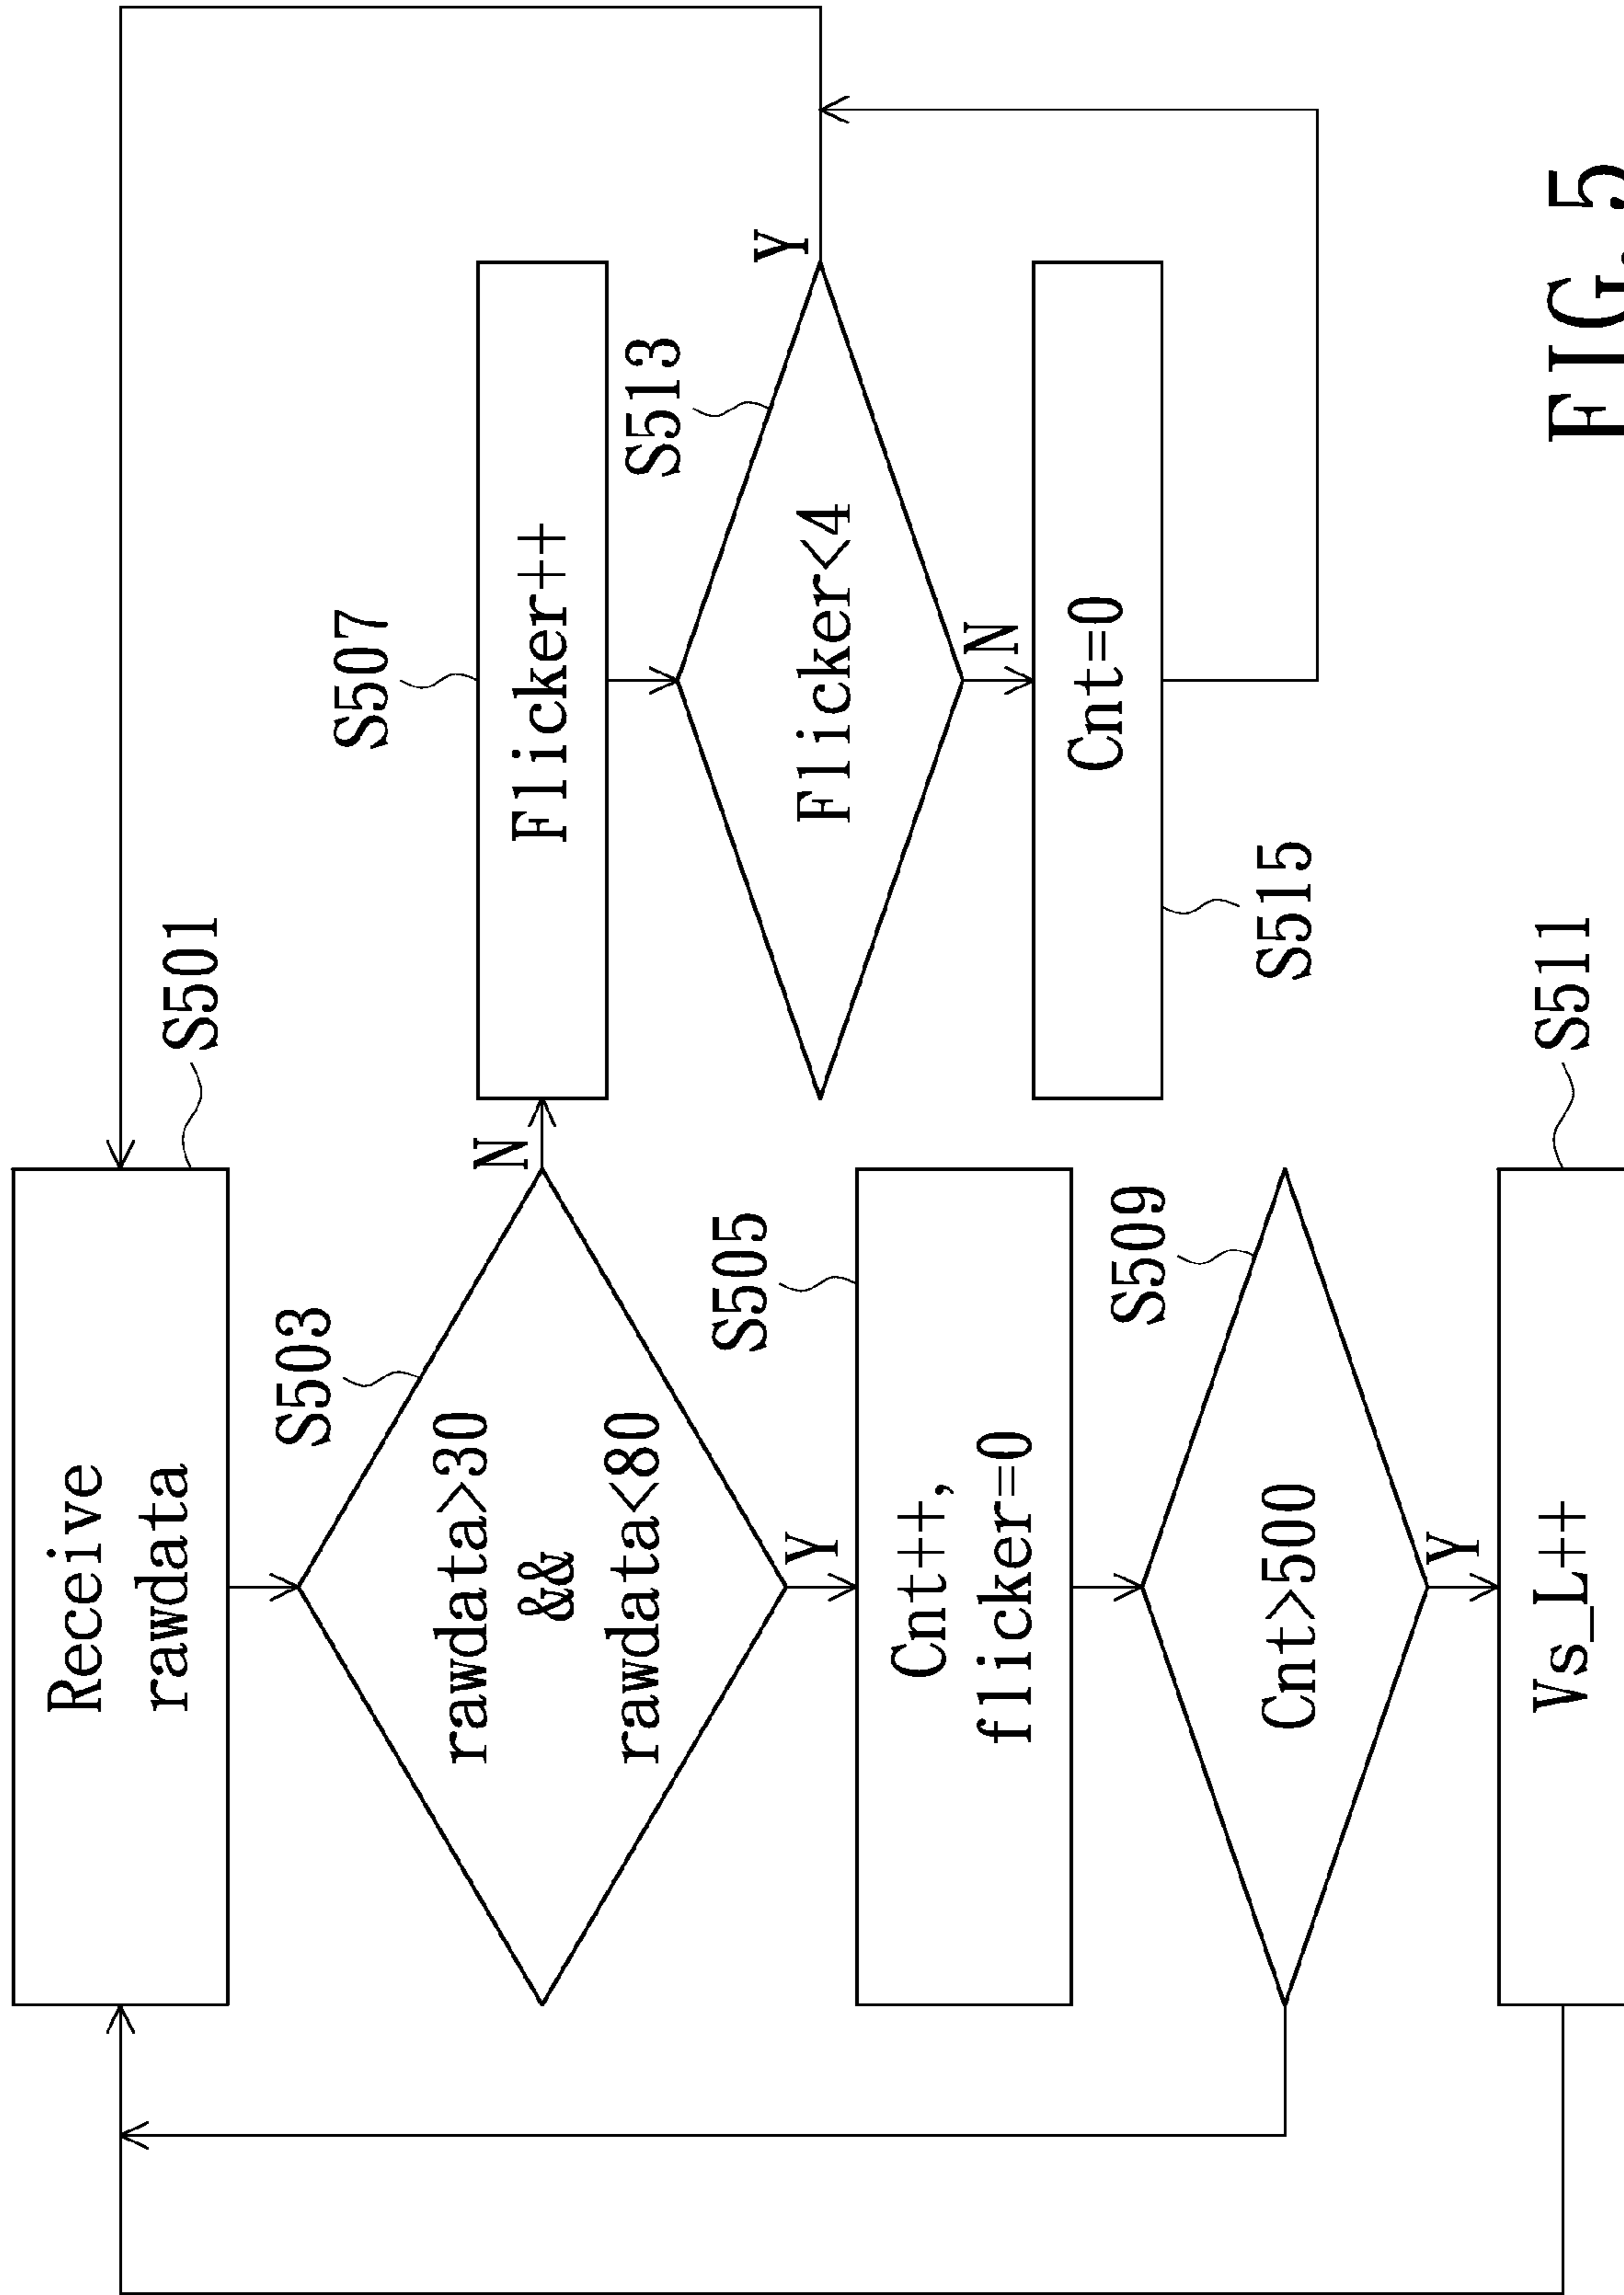 Receive
rawdata
S501
S503
rawdata>30
&&
rawdata<80
N
Y
S505
Cnt++,
flicker=0
S509
Cnt>500
Y
S511
Vs_L++
S507
Flicker++
S513
Flicker<4
Y
N
Cnt=0
S515
FIG.5